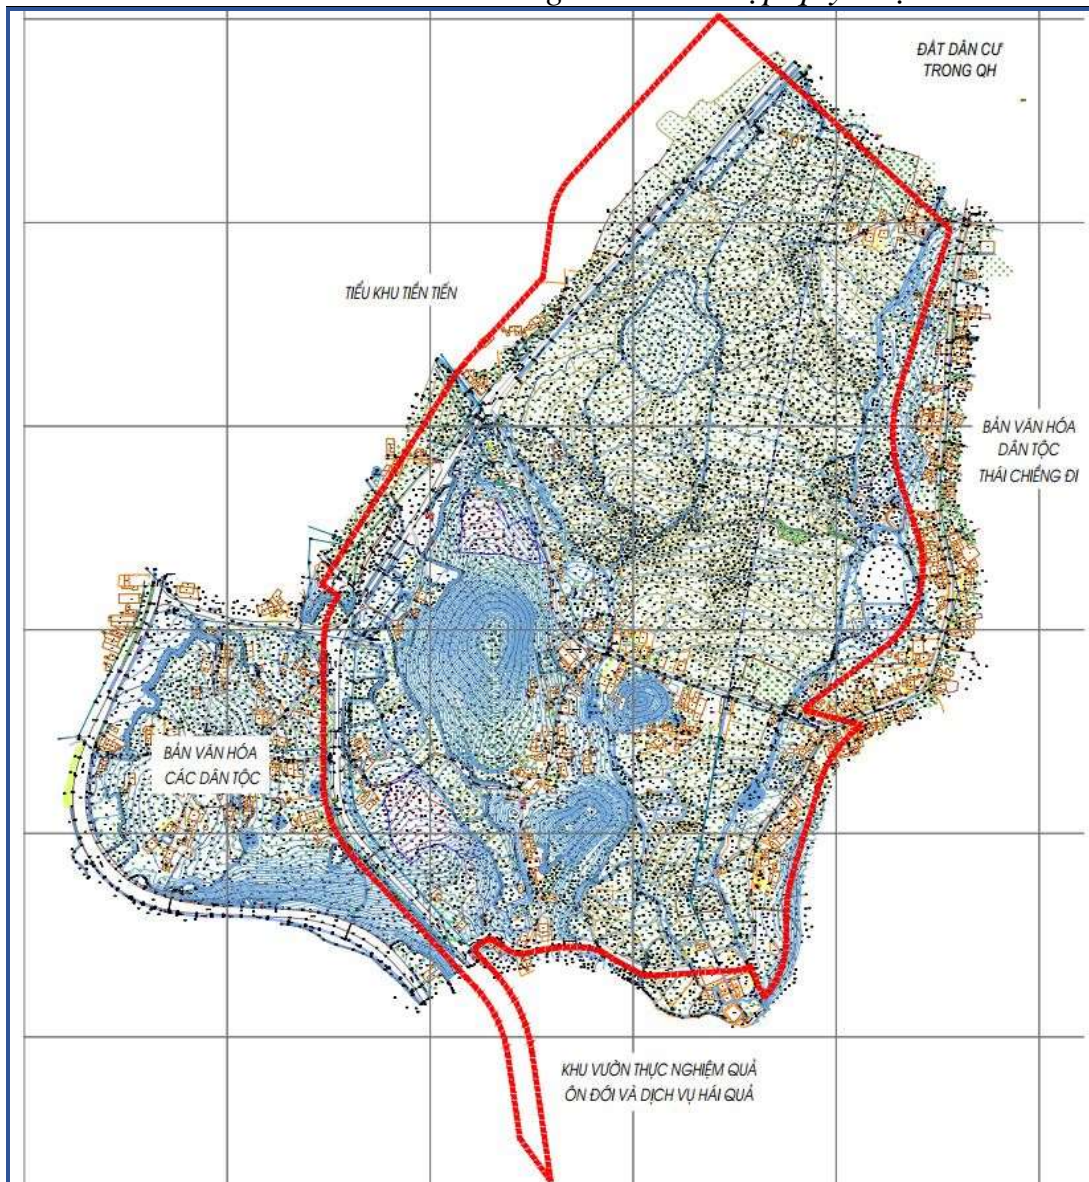 ĐẤT DÂN CƯ
TRONG QH
TIỂU KHU TIỀN TIẾN
BẢN VĂN HÓA
DÂN TỘC
THÁI CHIỀNG ĐI
BẢN VĂN HÓA
CÁC DÂN TỘC
KHU VƯỜN THỰC NGHIỆM QUẢ
ÔN ĐỚI VÀ DỊCH VỤ HÁI QUẢ